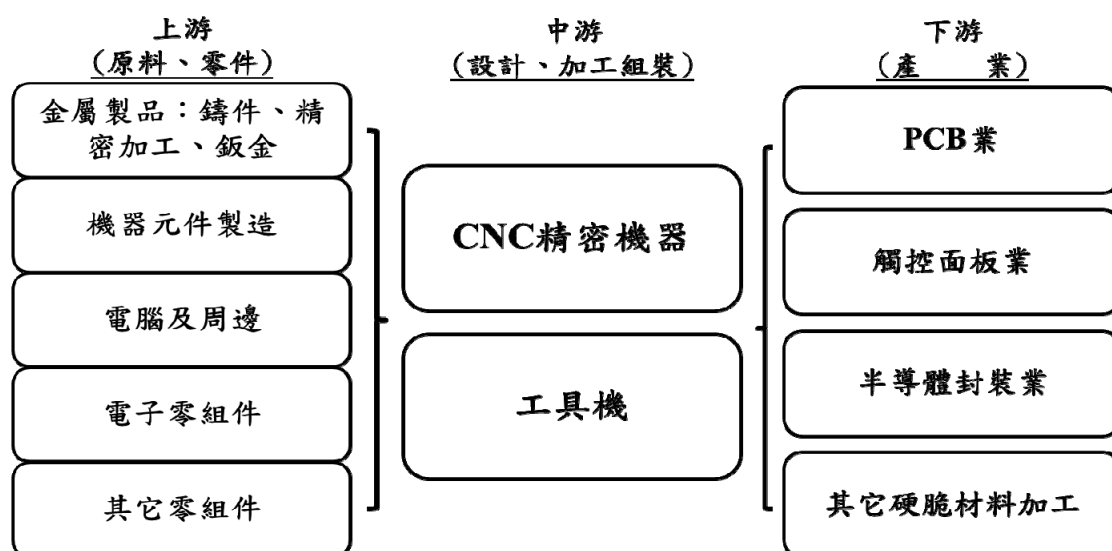 上游
（原料、零件）
金屬製品：鑄件、精
密加工、鈑金
機器元件製造
電腦及周邊
電子零組件
其它零組件
中游
（設計、加工組裝）
CNC精密機器
工具機
下游
（產　　業）
PCB業
觸控面板業
半導體封裝業
其它硬脆材料加工